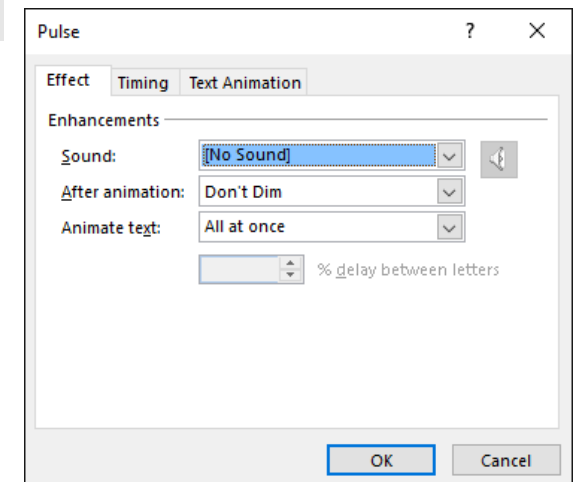 Pulse ?
Effect Timing Text Animation
Enhancements
Sound: [No Sound]
After animation: Don't Dim
Animate text: All at once
% delay between letters
OK Cancel